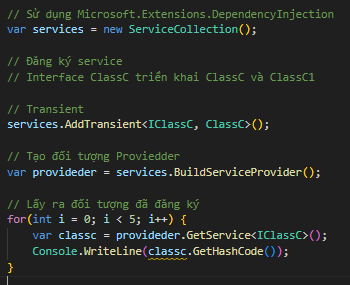 // Sử dụng Microsoft.Extensions.DependencyInjection
var services = new ServiceCollection();
// Đăng ký service
// Interface ClassC triển khai ClassC và ClassC1
// Transient
services.AddTransient<IClassC, ClassC>();
// Tạo đối tượng Proviedder
var provideder = services.BuildServiceProvider();
// Lấy ra đối tượng đã đăng ký
for(int i = 0; i < 5; i++) {
var classc = provideder.GetService<IClassC>();
Console.WriteLine(classc.GetHashCode());
}